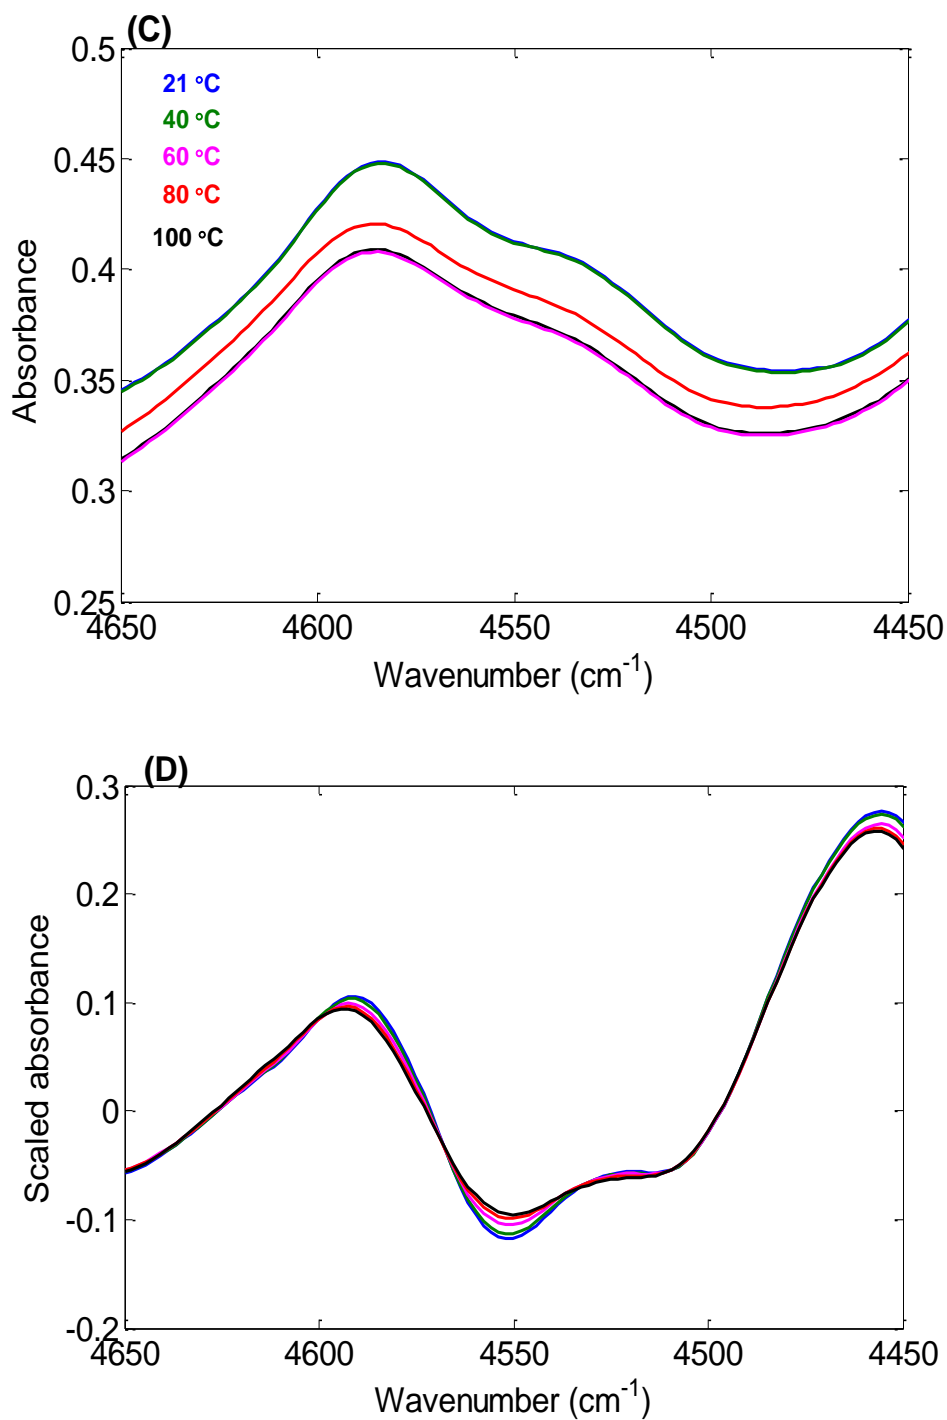 (C)
0.5
0.45
0.4
0.35
0.3
0.25
Absorbance
21 °C
40 °C
60 °C
80 °C
100 °C
4650 4600 4550 4500 4450
Wavenumber (cm⁻¹)
(D)
0.3
0.2
0.1
0
-0.1
-0.2
Scaled absorbance
4650 4600 4550 4500 4450
Wavenumber (cm⁻¹)